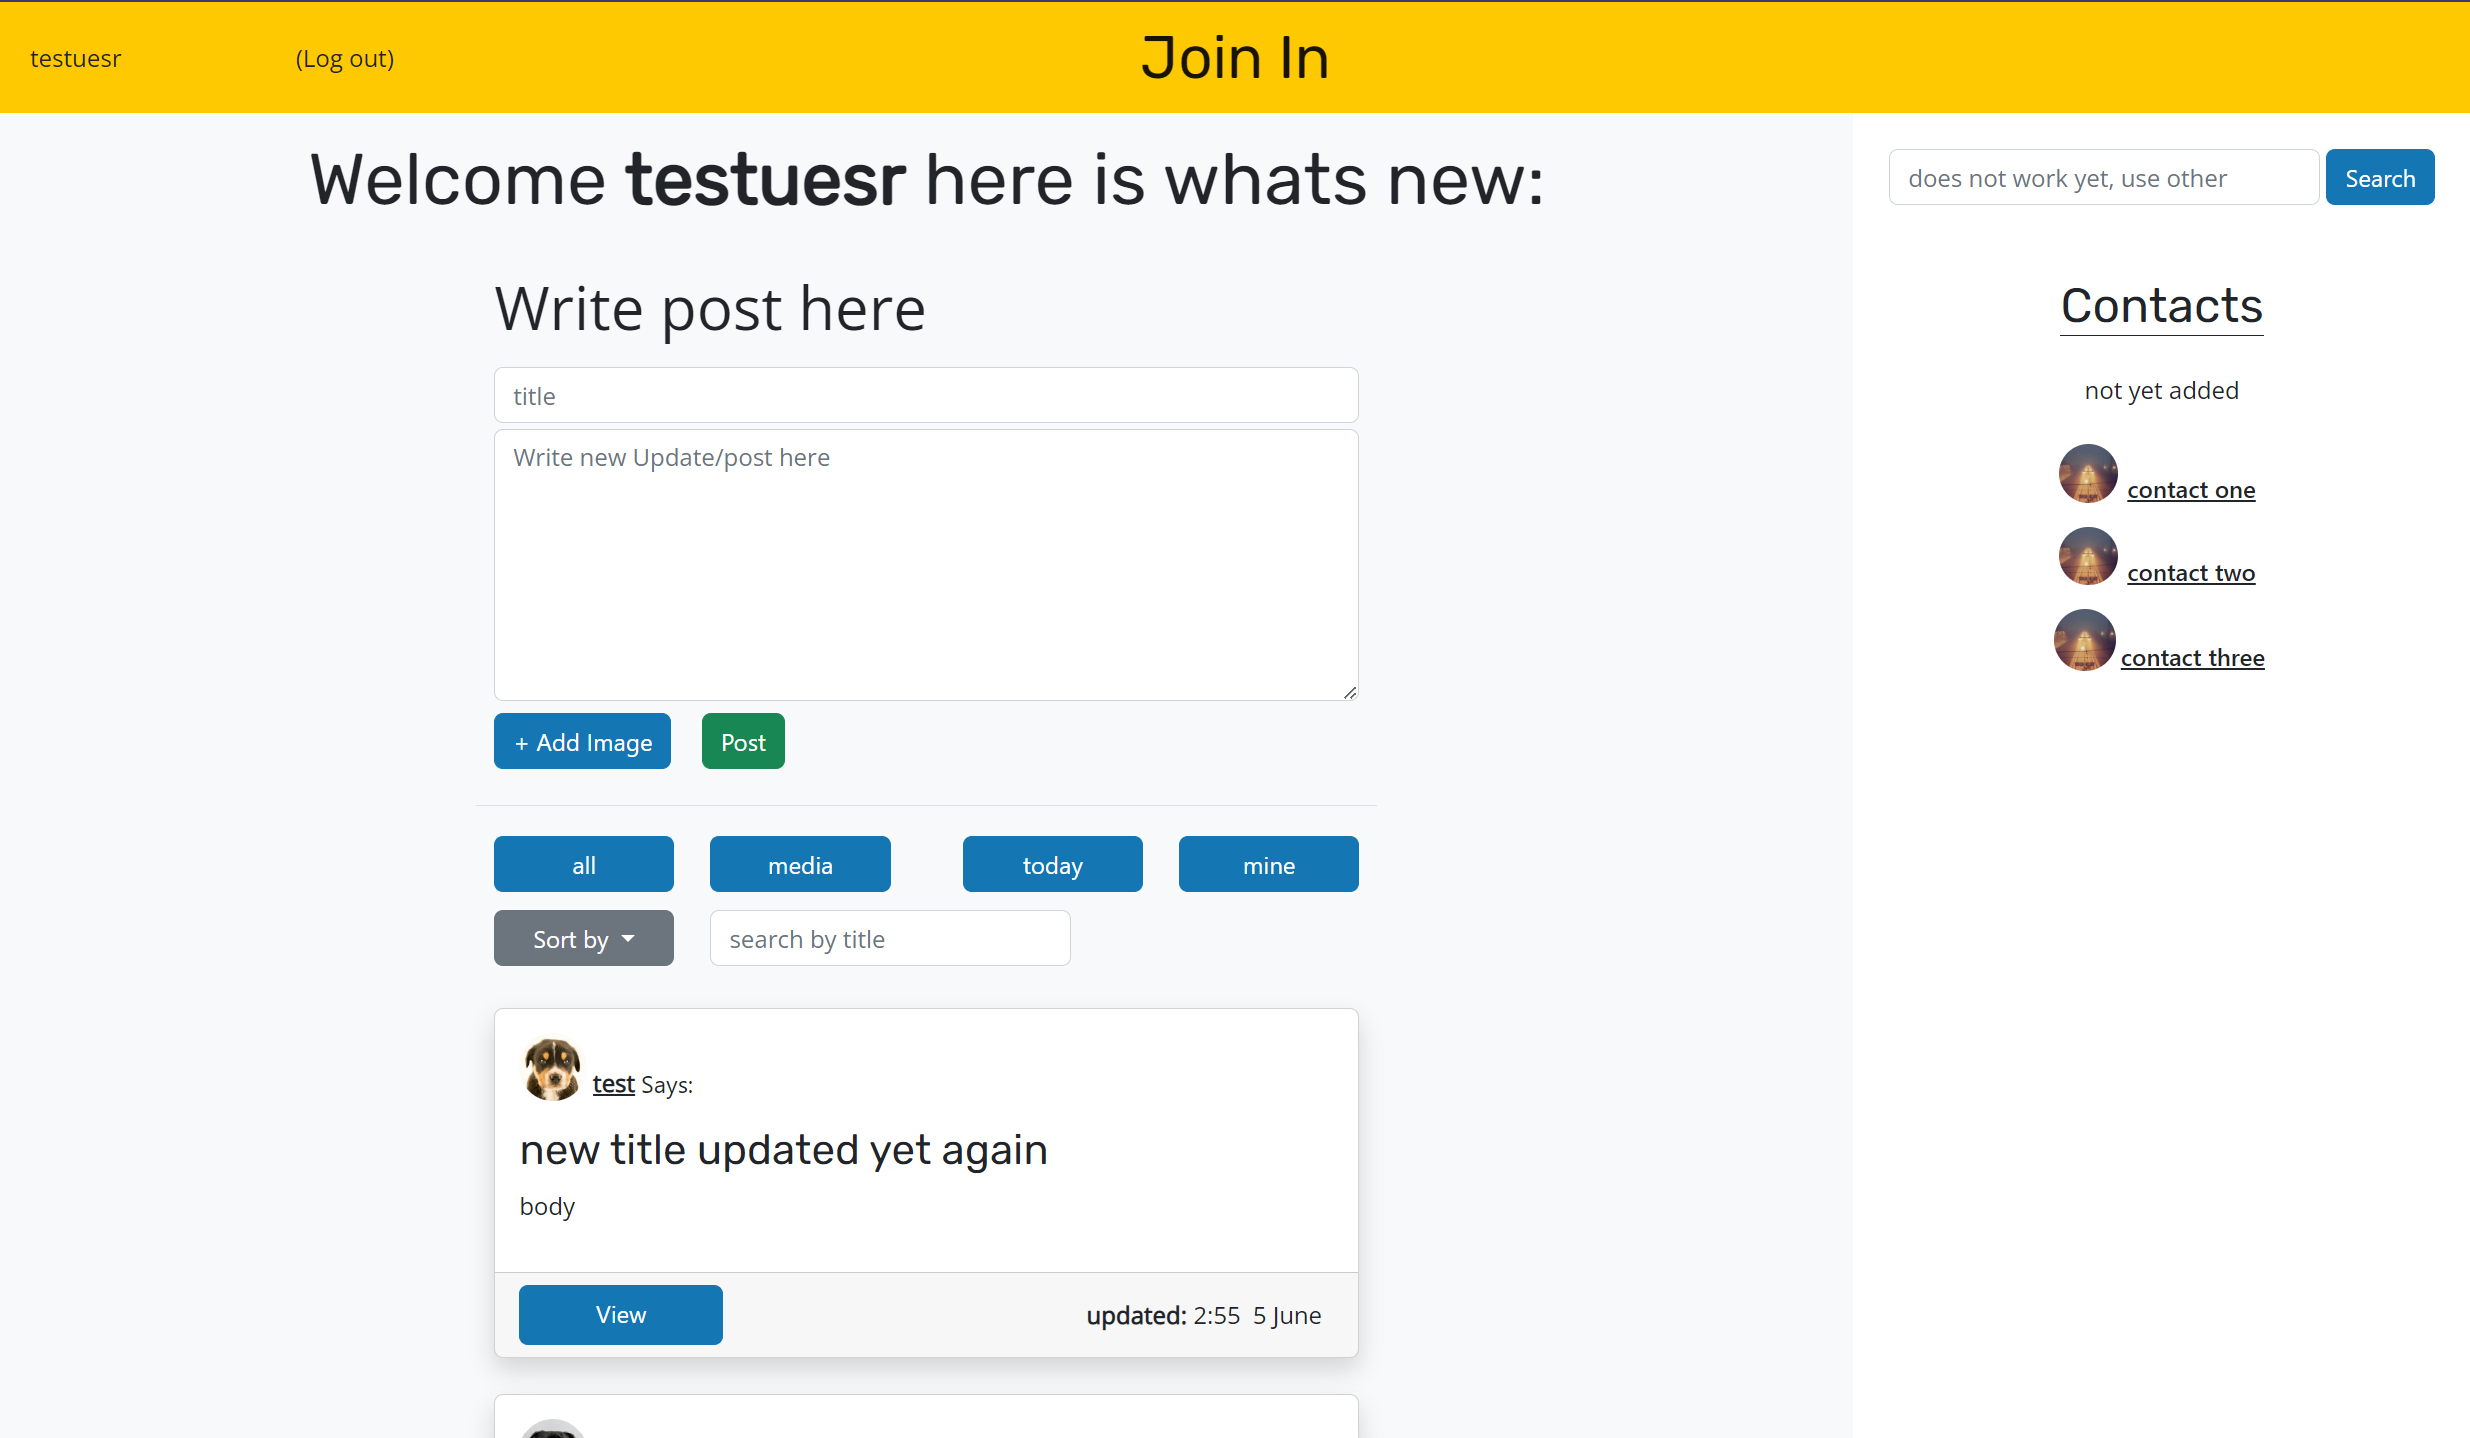 testuesr (Log out) Join In
Welcome testuesr here is whats new:
Write post here
title
Write new Update/post here
+ Add Image Post
all media today mine
Sort by search by title
test Says:
new title updated yet again
body
View updated: 2:55 5 June
does not work yet, use other Search
Contacts
not yet added
contact one
contact two
contact three